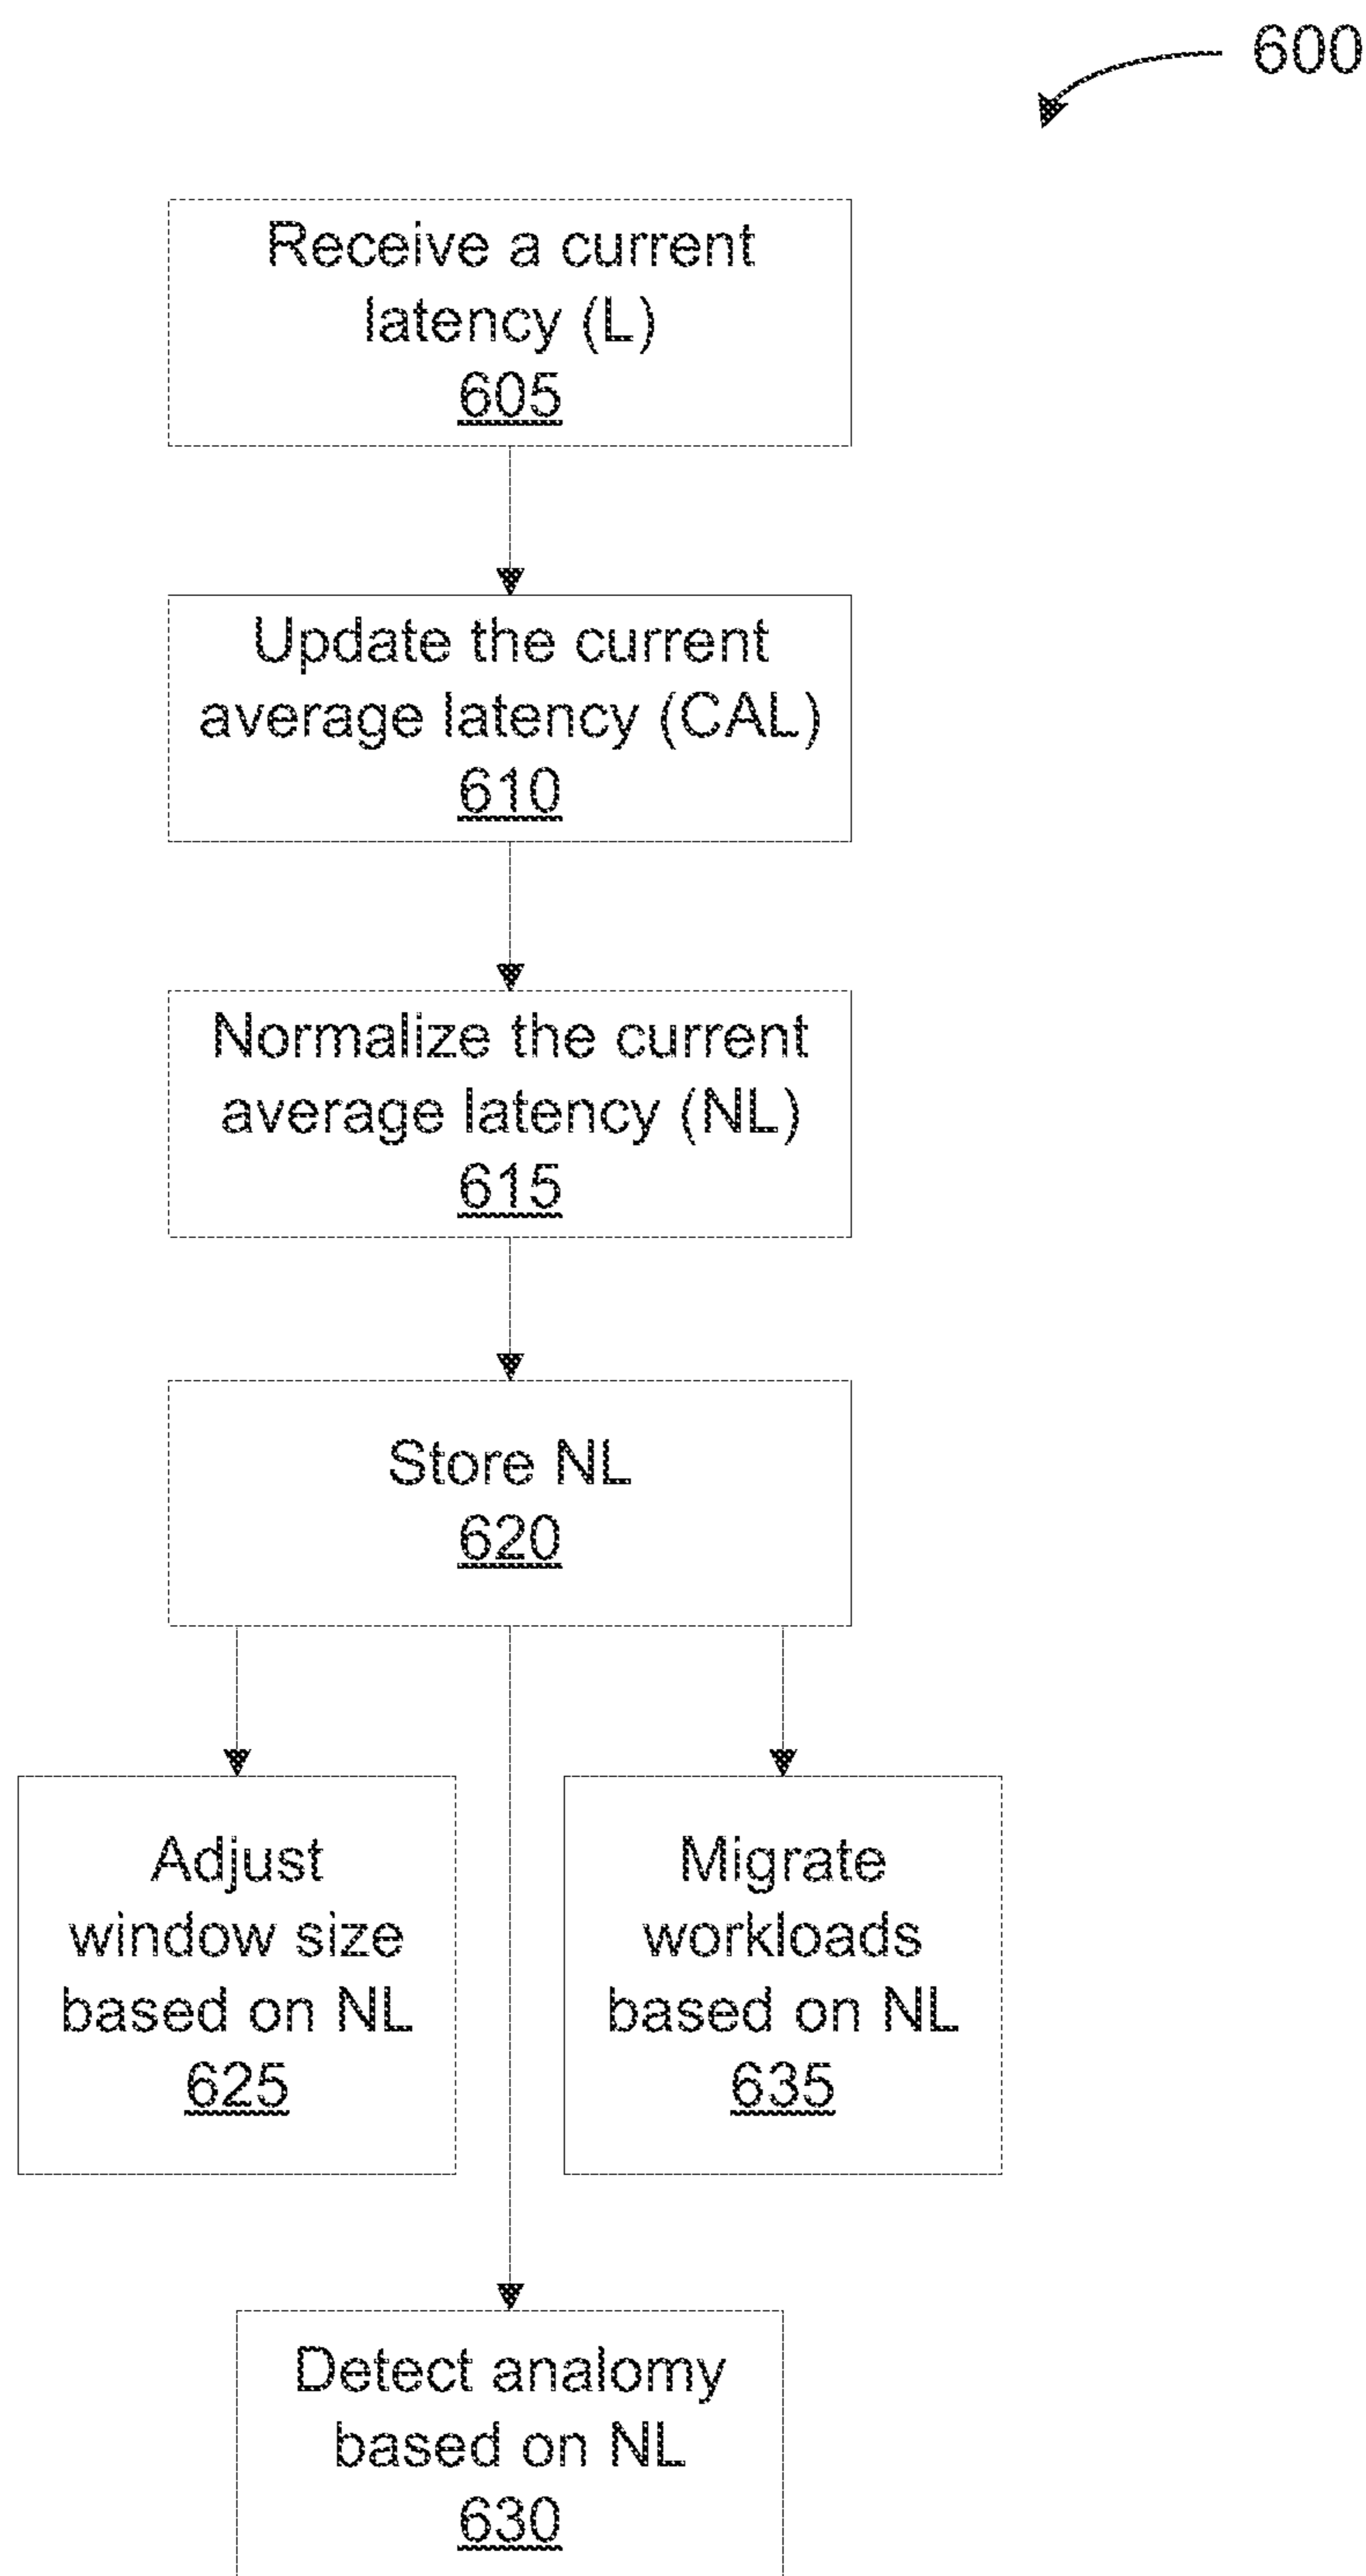 600
Receive a current
latency (L)
605
Update the current
average latency (CAL)
610
Normalize the current
average latency (NL)
615
Store NL
620
Adjust
window size
based on NL
625
Migrate
workloads
based on NL
635
Detect analomy
based on NL
630